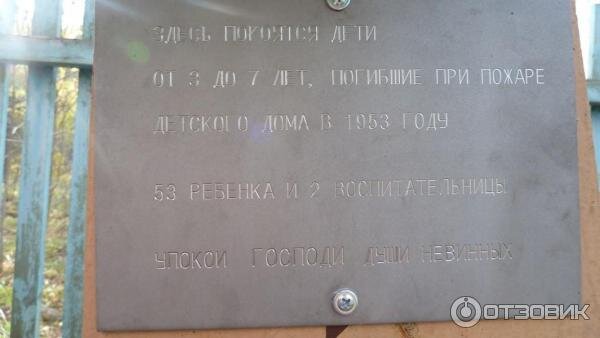 ЗДЕСЬ ПОКОЯТСЯ ДЕТИ
ОТ 3 ДО 7 ЛЕТ, ПОГИБШИЕ ПРИ ПОЖАРЕ
ДЕТСКОГО ДОМА В 1953 ГОДУ
53 РЕБЕНКА И 2 ВОСПИТАТЕЛЬНИЦЫ
УПОКОЙ ГОСПОДИ ДУШИ НЕВИННЫХ
ОТЗОВИК